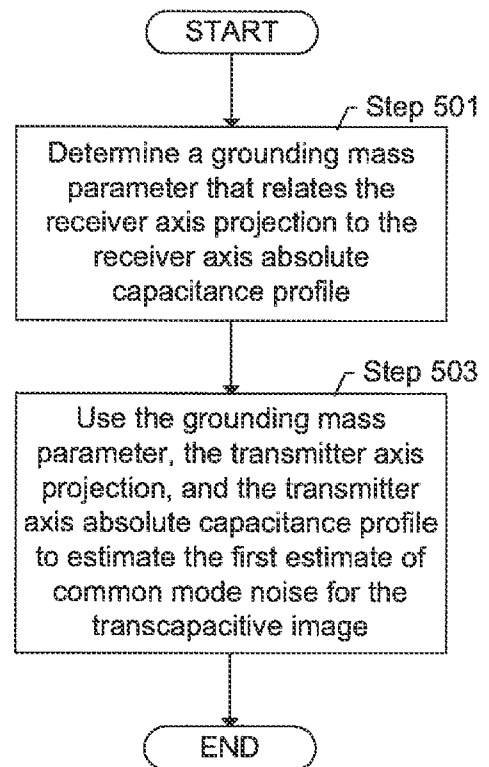 START
Step 501
Determine a grounding mass
parameter that relates the
receiver axis projection to the
receiver axis absolute
capacitance profile
Step 503
Use the grounding mass
parameter, the transmitter axis
projection, and the transmitter
axis absolute capacitance profile
to estimate the first estimate of
common mode noise for the
transcapacitive image
END